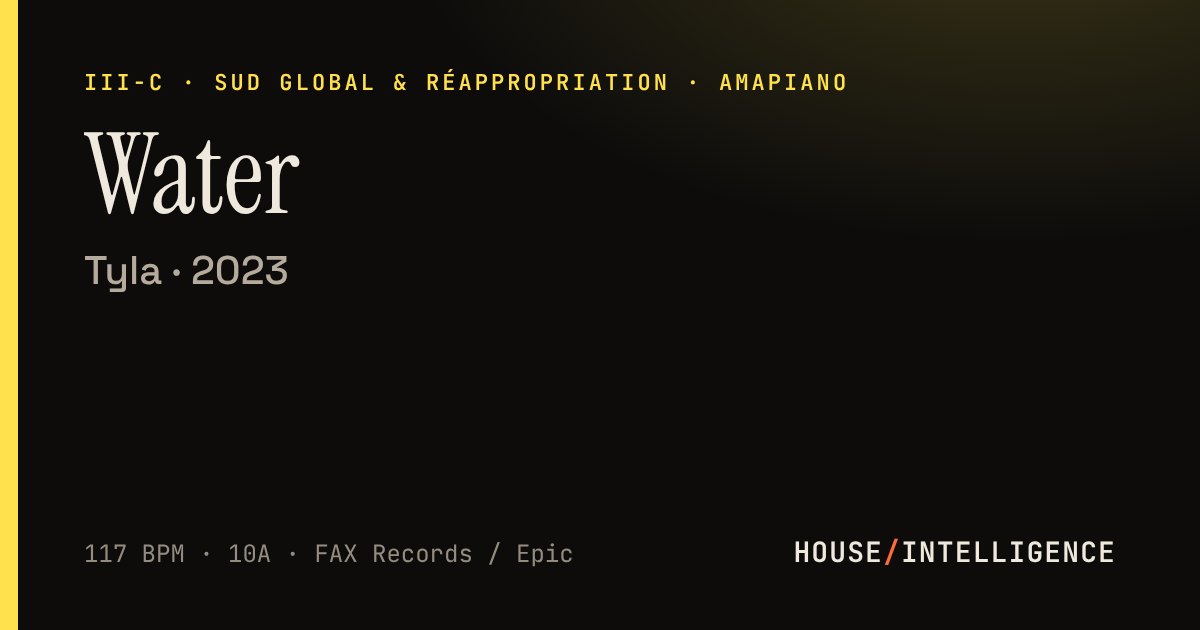 III-C · SUD GLOBAL & RÉAPPROPRIATION · AMAPIANO
Water
Tyla · 2023
117 BPM · 10A · FAX Records / Epic
HOUSE/INTELLIGENCE